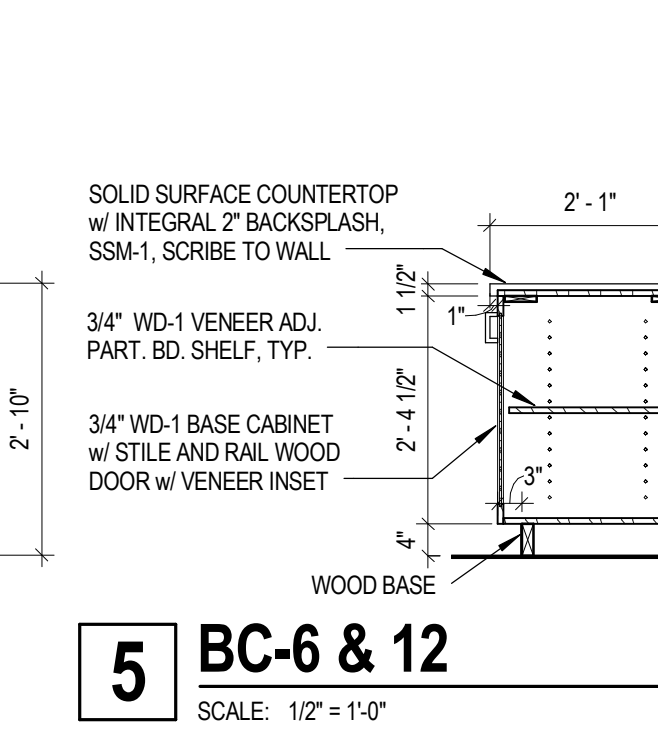 SOLID SURFACE COUNTERTOP
w/ INTEGRAL 2" BACKSPLASH,
SSM-1, SCRIBE TO WALL
2' - 1"
1 1/2"
1"
3/4" WD-1 VENEER ADJ.
PART. BD. SHELF, TYP.
2' - 10"
2' - 4 1/2"
3/4" WD-1 BASE CABINET
w/ STILE AND RAIL WOOD
DOOR w/ VENEER INSET
3"
4"
WOOD BASE
5
BC-6 & 12
SCALE: 1/2" = 1'-0"